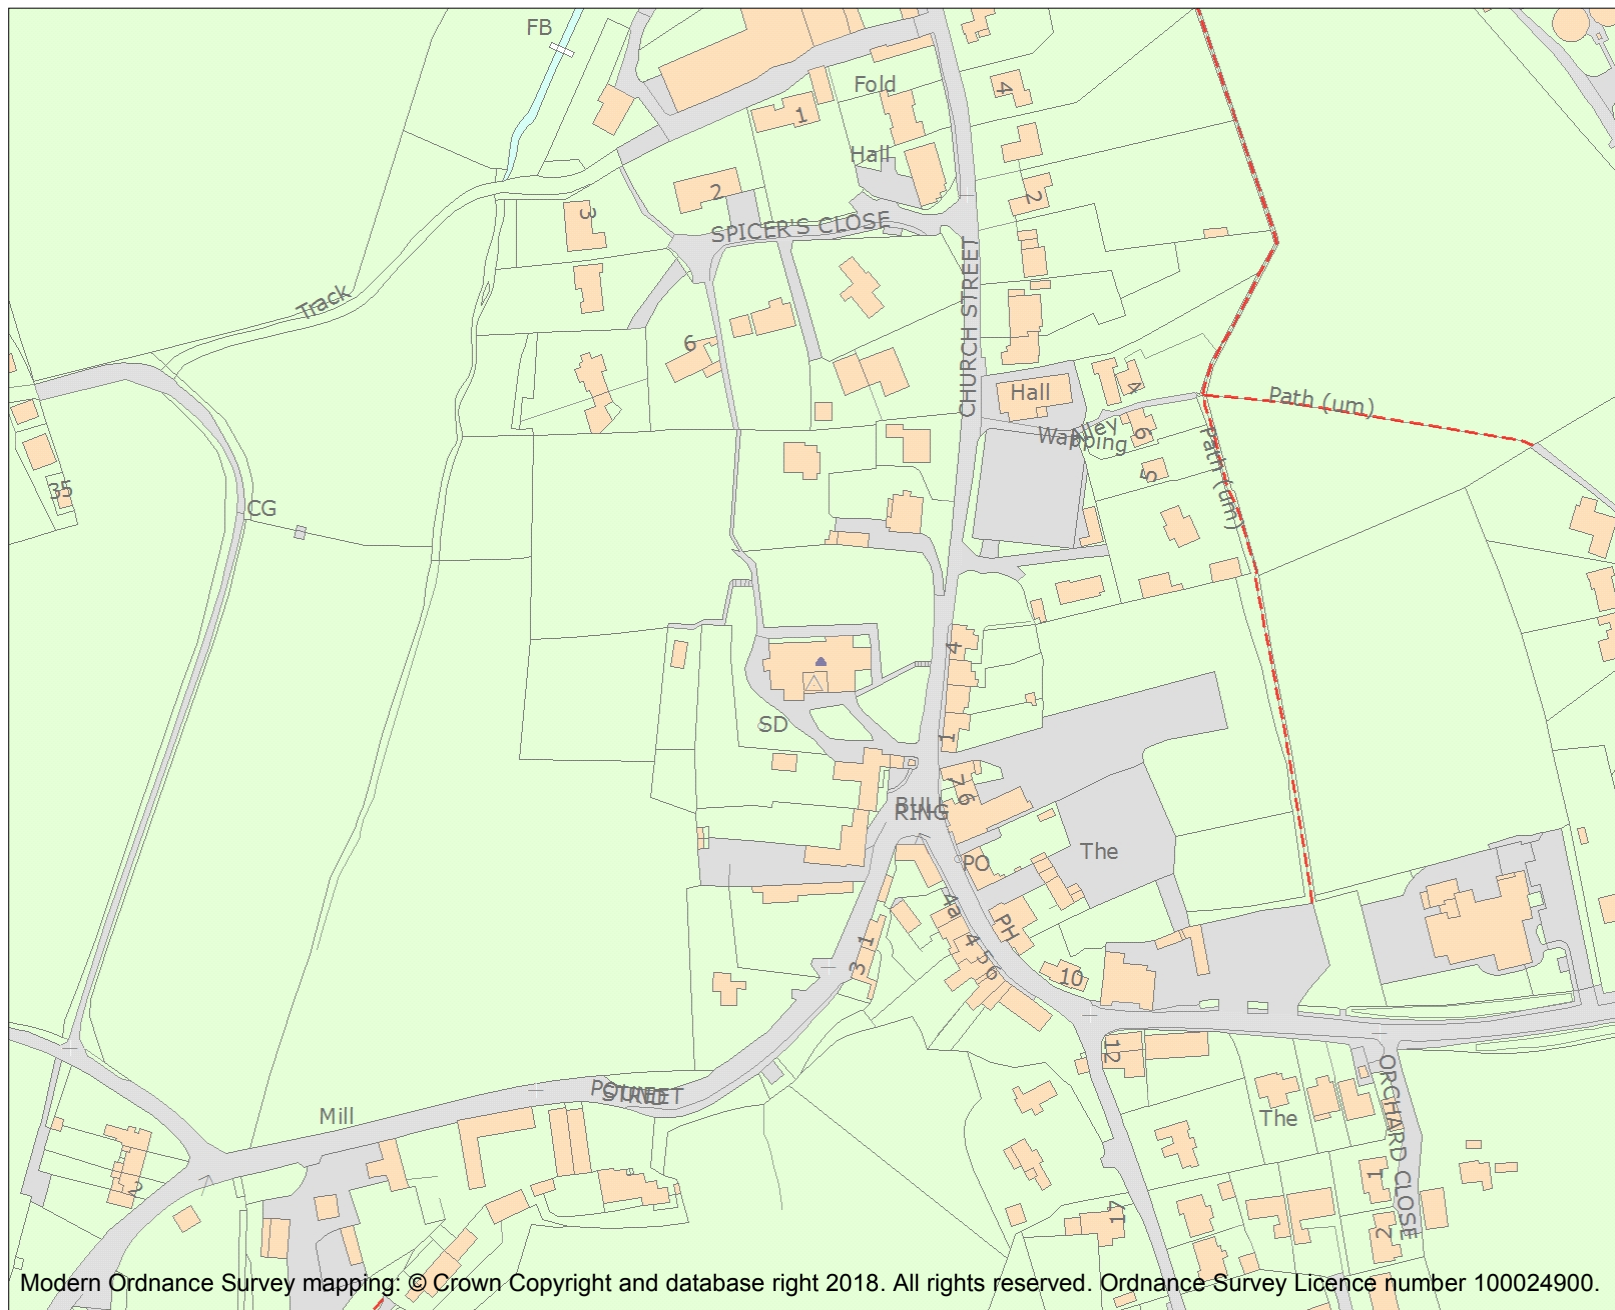 FB
Fold
4
1
Hall
2
2
3
SPICER'S CLOSE
CHURCH STREET
Track
6
Hall
4
Path (um)
Wapping
Alley
6
Path (um)
5
35
CG
4
SD
1
7
6
BULL
RING
PO
The
4a
PH
4
1
5
3
6
10
12
ORCHARD CLOSE
POUND
STREET
Mill
The
2
1
17
2
Modern Ordnance Survey mapping: © Crown Copyright and database right 2018. All rights reserved. Ordnance Survey Licence number 100024900.